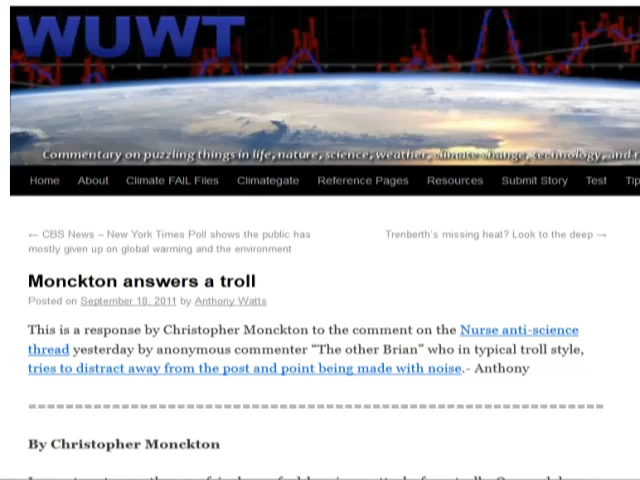 WUWT
Commentary on puzzling things in life, nature, science, weather, climate change, technology, and
Home About Climate FAIL Files Climategate Reference Pages Resources Submit Story Test Tip
← CBS News – New York Times Poll shows the public has
mostly given up on global warming and the environment
Trenberth's missing heat? Look to the deep →
Monckton answers a troll
Posted on September 18, 2011 by Anthony Watts
This is a response by Christopher Monckton to the comment on the Nurse anti-science
thread yesterday by anonymous commenter “The other Brian” who in typical troll style,
tries to distract away from the post and point being made with noise.- Anthony
By Christopher Monckton